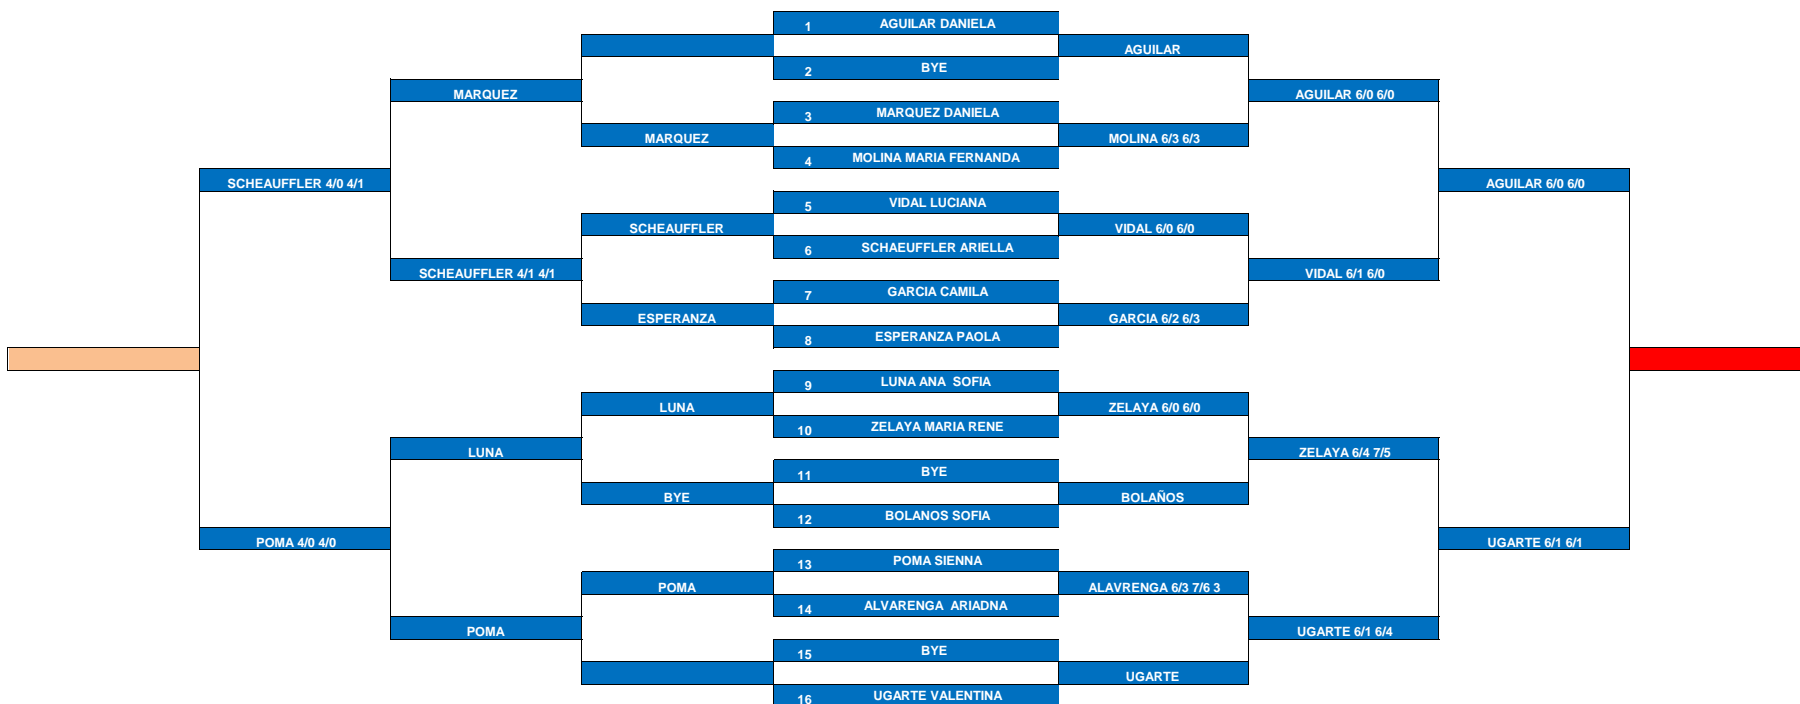 1 AGUILAR DANIELA
AGUILAR
2 BYE
MARQUEZ
AGUILAR 6/0 6/0
3 MARQUEZ DANIELA
MARQUEZ
MOLINA 6/3 6/3
4 MOLINA MARIA FERNANDA
SCHEAUFFLER 4/0 4/1
AGUILAR 6/0 6/0
5 VIDAL LUCIANA
SCHEAUFFLER
VIDAL 6/0 6/0
6 SCHAEUFFLER ARIELLA
SCHEAUFFLER 4/1 4/1
VIDAL 6/1 6/0
7 GARCIA CAMILA
ESPERANZA
GARCIA 6/2 6/3
8 ESPERANZA PAOLA
9 LUNA ANA  SOFIA
LUNA
ZELAYA 6/0 6/0
10 ZELAYA MARIA RENE
LUNA
ZELAYA 6/4 7/5
11 BYE
BYE
BOLAÑOS
12 BOLANOS SOFIA
POMA 4/0 4/0
UGARTE 6/1 6/1
13 POMA SIENNA
POMA
ALAVRENGA 6/3 7/6 3
14 ALVARENGA  ARIADNA
POMA
UGARTE 6/1 6/4
15 BYE
UGARTE
16 UGARTE VALENTINA